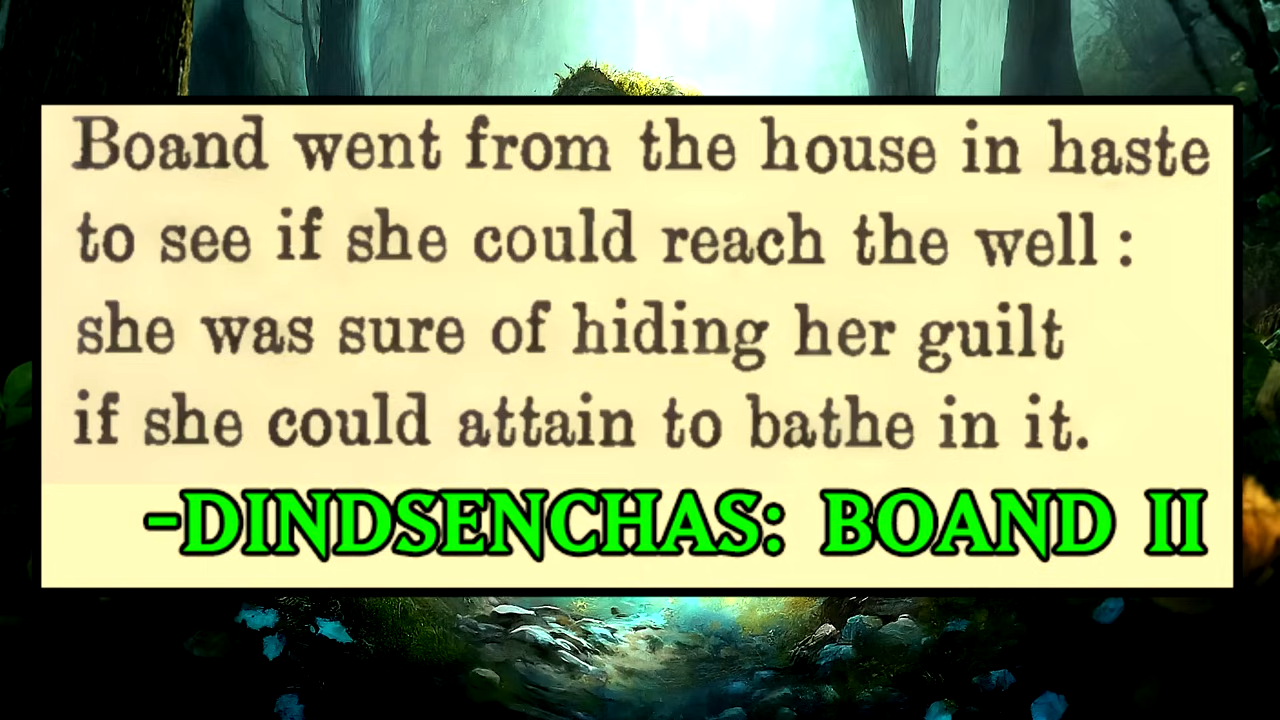 Boand went from the house in haste
to see if she could reach the well :
she was sure of hiding her guilt
if she could attain to bathe in it.
-DINDSENCHAS: BOAND II